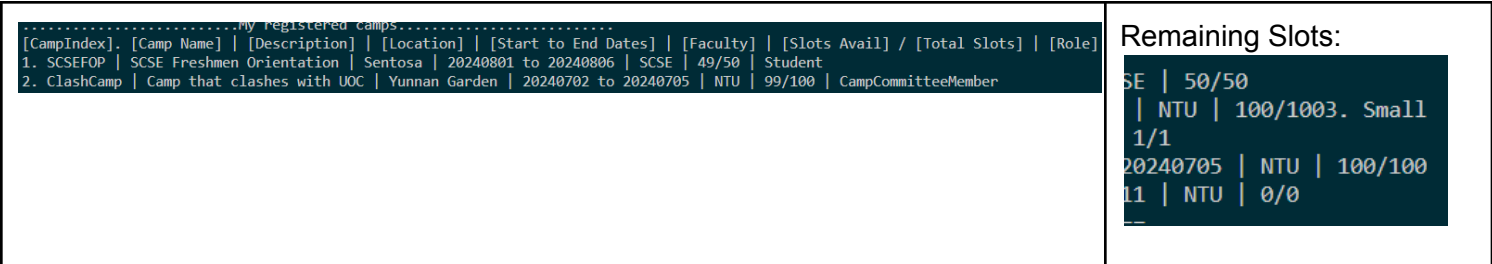 ..........................My registered camps..........................
[CampIndex]. [Camp Name] | [Description] | [Location] | [Start to End Dates] | [Faculty] | [Slots Avail] / [Total Slots] | [Role]
1. SCSEFOP | SCSE Freshmen Orientation | Sentosa | 20240801 to 20240806 | SCSE | 49/50 | Student
2. ClashCamp | Camp that clashes with UOC | Yunnan Garden | 20240702 to 20240705 | NTU | 99/100 | CampCommitteeMember
Remaining Slots:
SE | 50/50
| NTU | 100/1003. Small
1/1
20240705 | NTU | 100/100
11 | NTU | 0/0